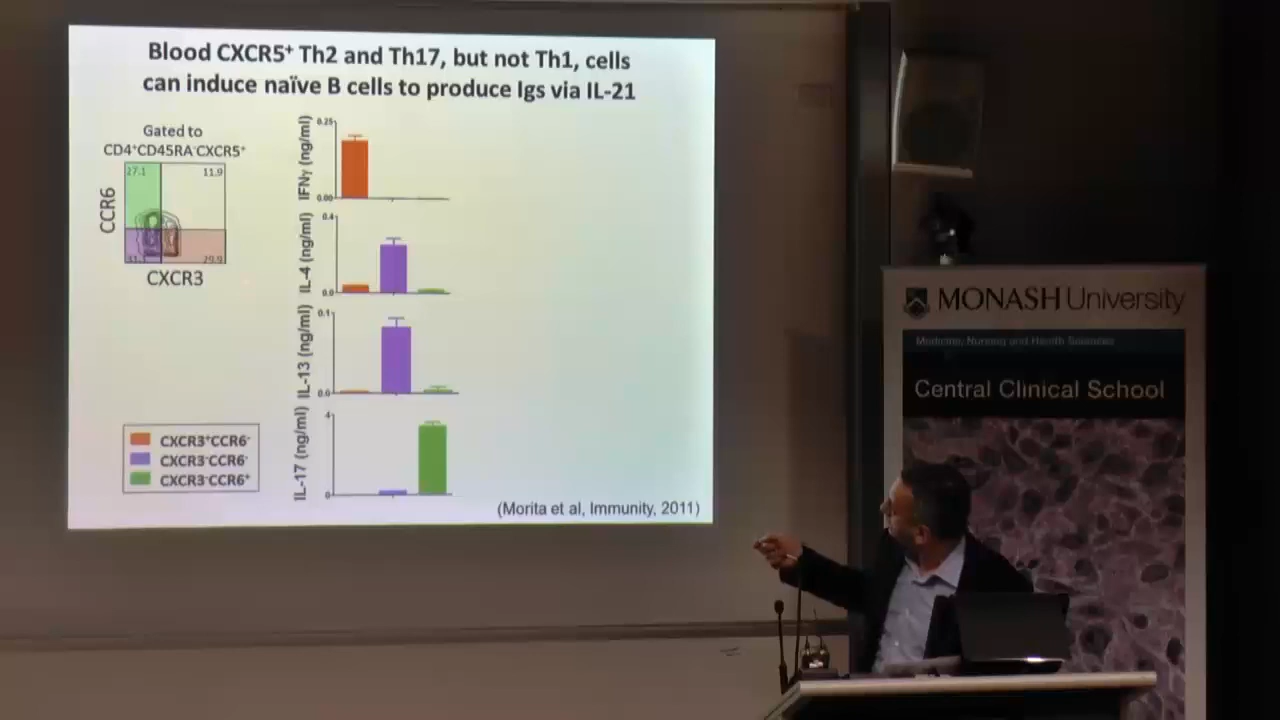 Blood CXCR5⁺ Th2 and Th17, but not Th1, cells
can induce naïve B cells to produce Igs via IL-21
Gated to
CD4⁺CD45RA⁻CXCR5⁺
27.1
11.9
29.9
CCR6
CXCR3
IFNγ (ng/ml)
0.25
0.00
IL-4 (ng/ml)
0.4
0.0
IL-13 (ng/ml)
0.1
0.0
IL-17 (ng/ml)
4
0
CXCR3⁺CCR6⁻
CXCR3⁻CCR6⁻
CXCR3⁻CCR6⁺
(Morita et al, Immunity, 2011)
MONASH University
Medicine, Nursing and Health Sciences
Central Clinical School